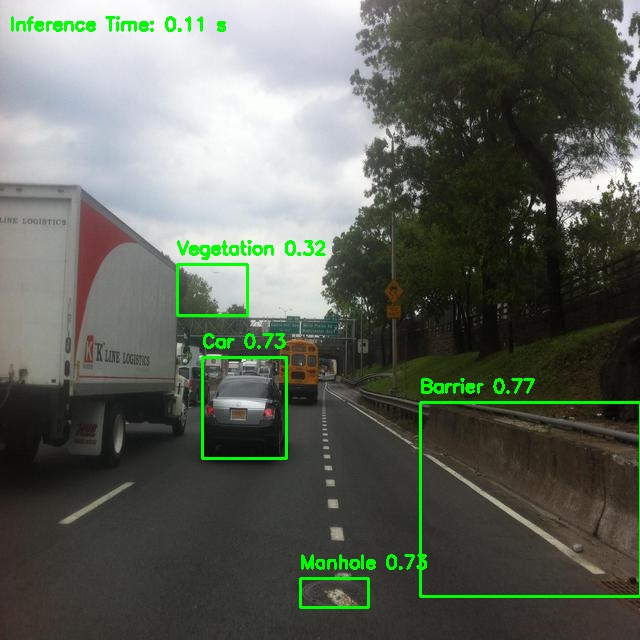 Inference Time: 0.11 s
LINE LOGISTICS
Vegetation 0.32
Car 0.73
K LINE LOGISTICS
Barrier 0.77
Manhole 0.73